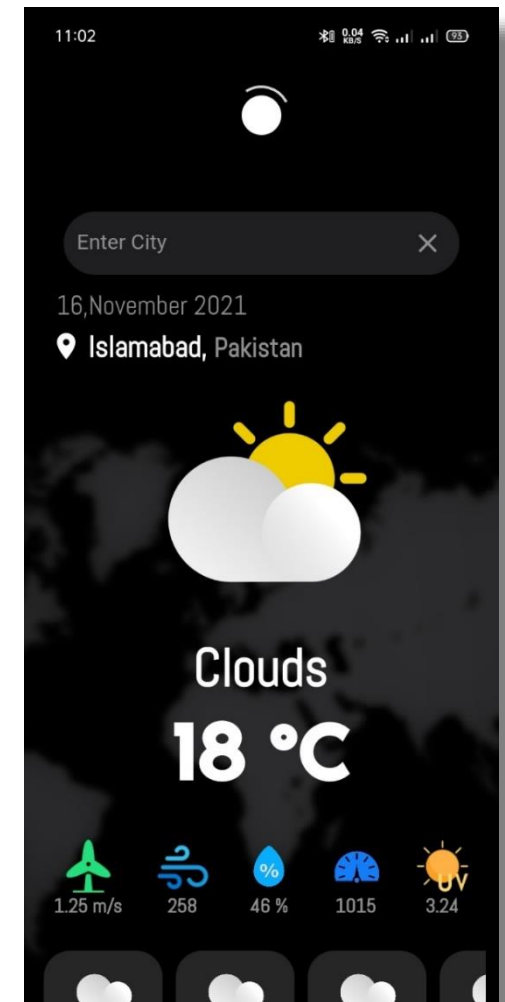 11:02 0.04 KB/S 93
Enter City
16,November 2021
Islamabad, Pakistan
Clouds
18 °C
% UV
1.25 m/s 258 46 % 1015 3.24